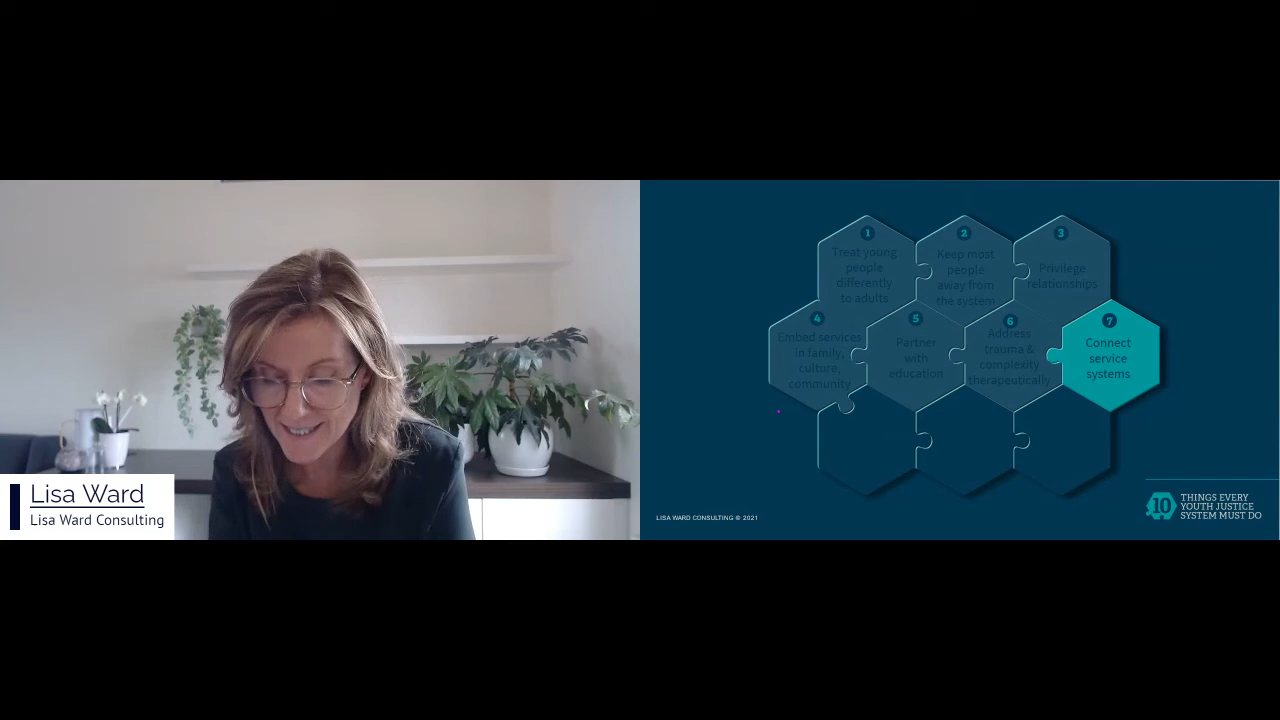 Lisa Ward
Lisa Ward Consulting
1
Treat young
people
differently
to adults
2
Keep most
people
away from
the system
3
Privilege
relationships
4
Embed services
in family,
culture,
community
5
Partner
with
education
6
Address
trauma &
complexity
therapeutically
7
Connect
service
systems
LISA WARD CONSULTING © 2021
10
THINGS EVERY
YOUTH JUSTICE
SYSTEM MUST DO